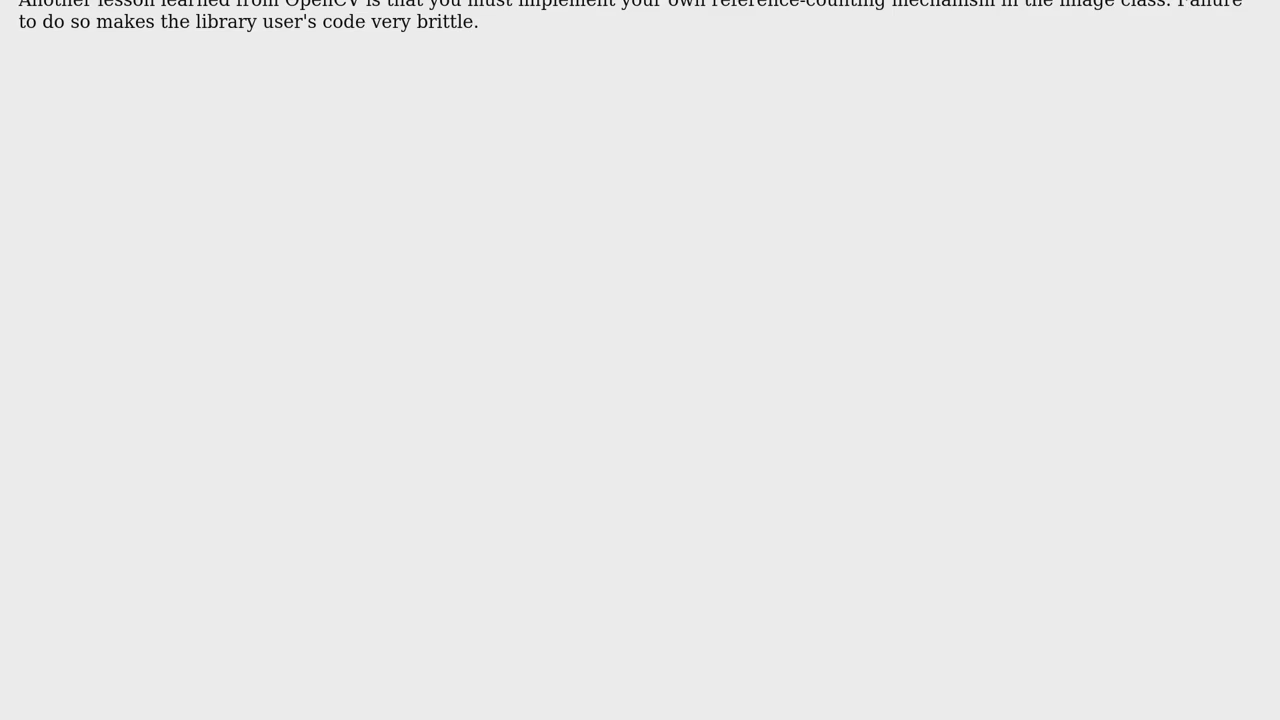 Another lesson learned from OpenCV is that you must implement your own reference-counting mechanism in the image class. Failure
to do so makes the library user's code very brittle.